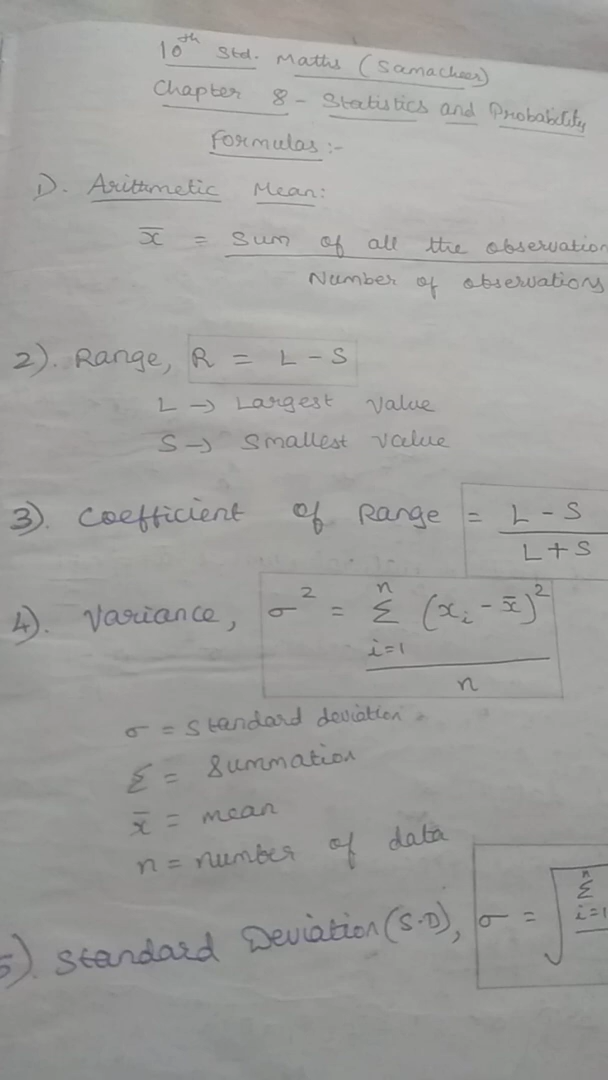 10th Std. Maths (Samacheer)
Chapter 8 - Statistics and Probability
Formulas :-
1). Arithmetic Mean:
x̄ = Sum of all the observation
Number of observations
2). Range, R = L - S
L → Largest value
S → Smallest value
3). Coefficient of Range = L - S
L + S
4). Variance, σ² = Σ (xᵢ - x̄)²
n
i=1
n
σ = standard deviation.
Σ = Summation
x̄ = mean
n = number of data
5). Standard Deviation (S.D), σ = √ Σ
n
i=1